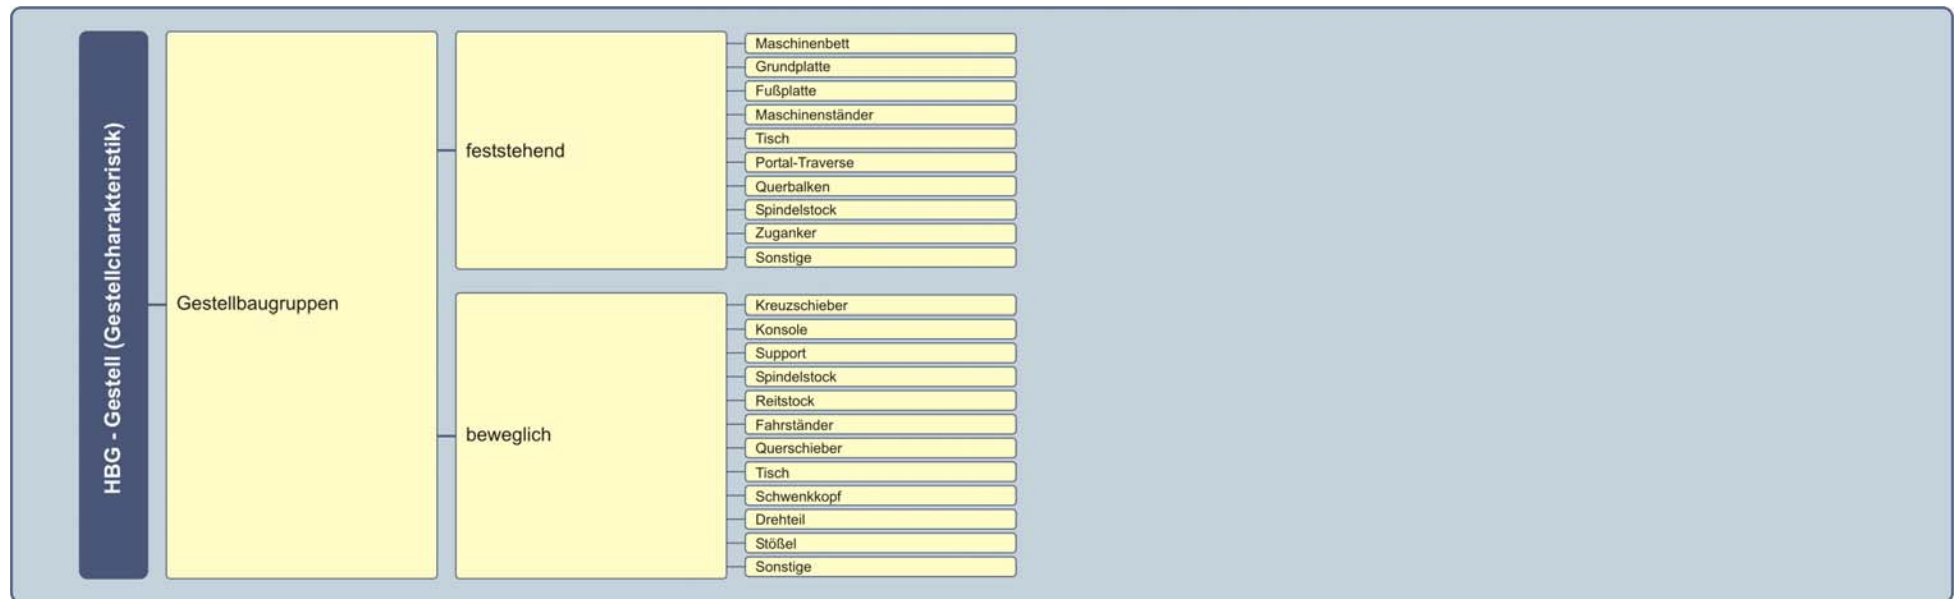 HBG - Gestell (Gestellcharakteristik)
Gestellbaugruppen
feststehend
Maschinenbett
Grundplatte
Fußplatte
Maschinenständer
Tisch
Portal-Traverse
Querbalken
Spindelstock
Zuganker
Sonstige
beweglich
Kreuzschieber
Konsole
Support
Spindelstock
Reitstock
Fahrständer
Querschieber
Tisch
Schwenkkopf
Drehteil
Stößel
Sonstige